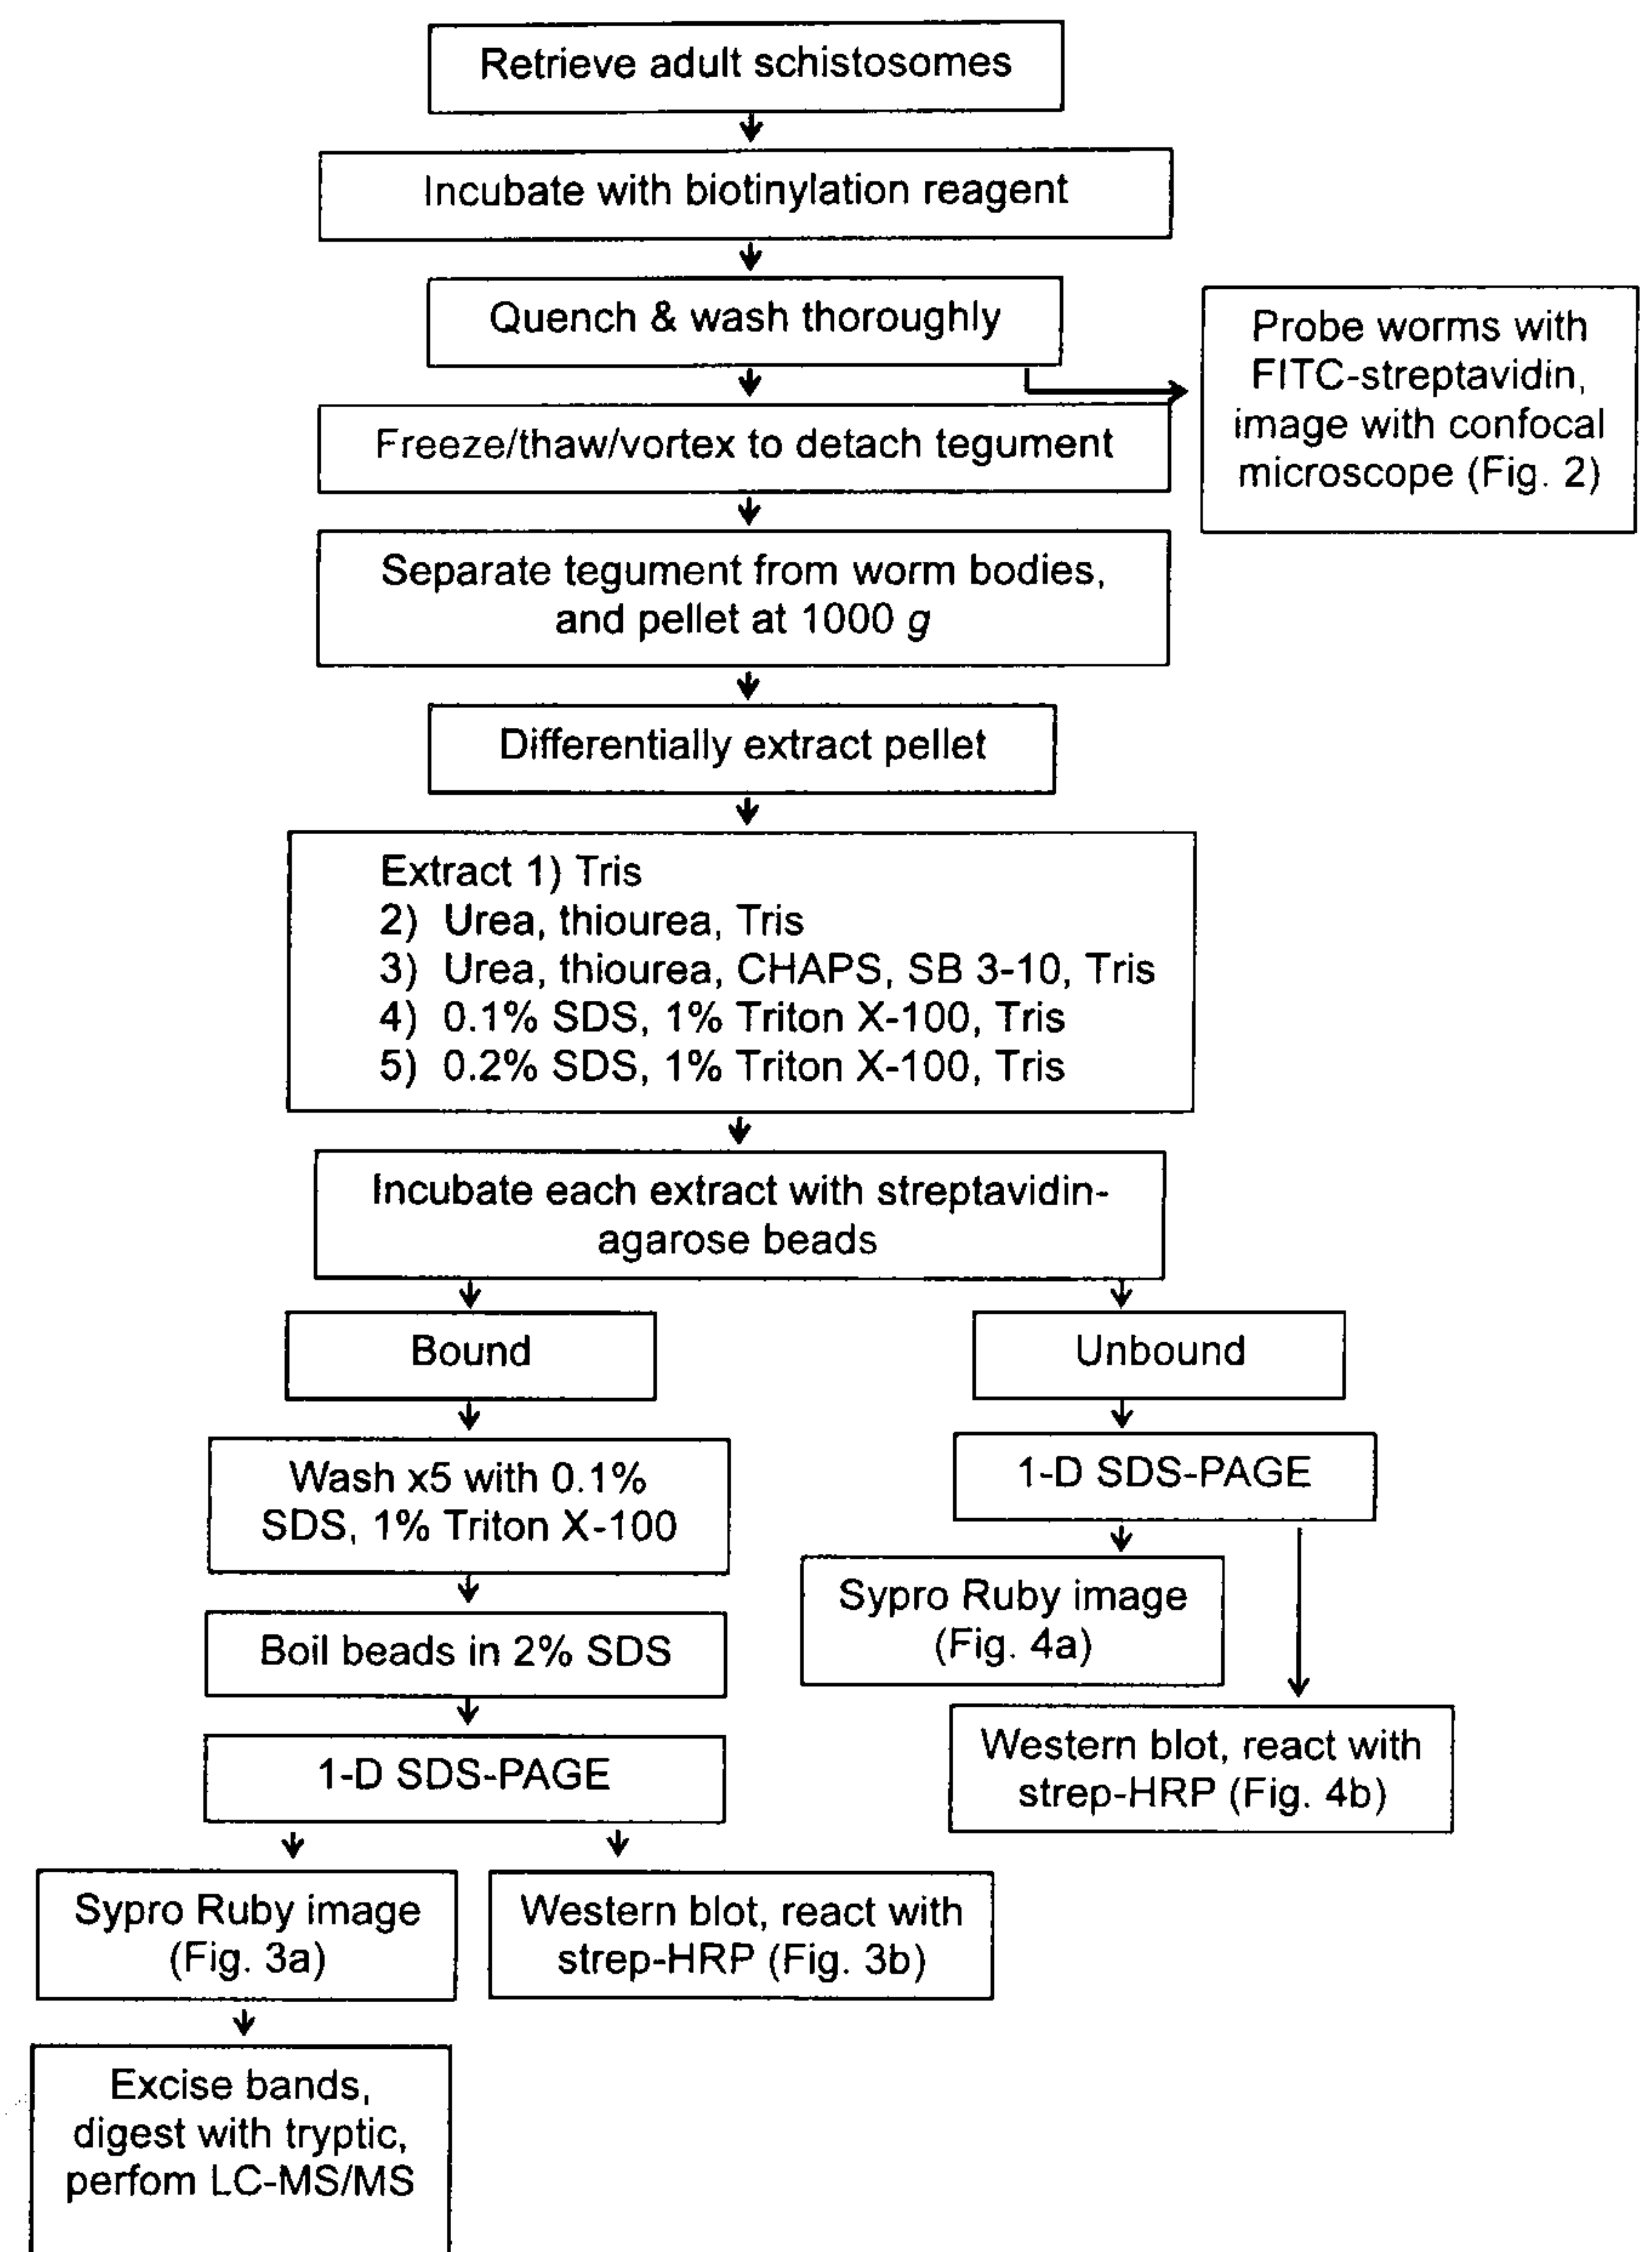 Retrieve adult schistosomes
Incubate with biotinylation reagent
Quench & wash thoroughly
Probe worms with
FITC-streptavidin,
image with confocal
microscope (Fig. 2)
Freeze/thaw/vortex to detach tegument
Separate tegument from worm bodies,
and pellet at 1000 g
Differentially extract pellet
Extract 1) Tris
2) Urea, thiourea, Tris
3) Urea, thiourea, CHAPS, SB 3-10, Tris
4) 0.1% SDS, 1% Triton X-100, Tris
5) 0.2% SDS, 1% Triton X-100, Tris
Incubate each extract with streptavidin-
agarose beads
Bound
Wash x5 with 0.1%
SDS, 1% Triton X-100
Boil beads in 2% SDS
1-D SDS-PAGE
Sypro Ruby image
(Fig. 3a)
Western blot, react with
strep-HRP (Fig. 3b)
Excise bands,
digest with tryptic,
perfom LC-MS/MS
Unbound
1-D SDS-PAGE
Sypro Ruby image
(Fig. 4a)
Western blot, react with
strep-HRP (Fig. 4b)